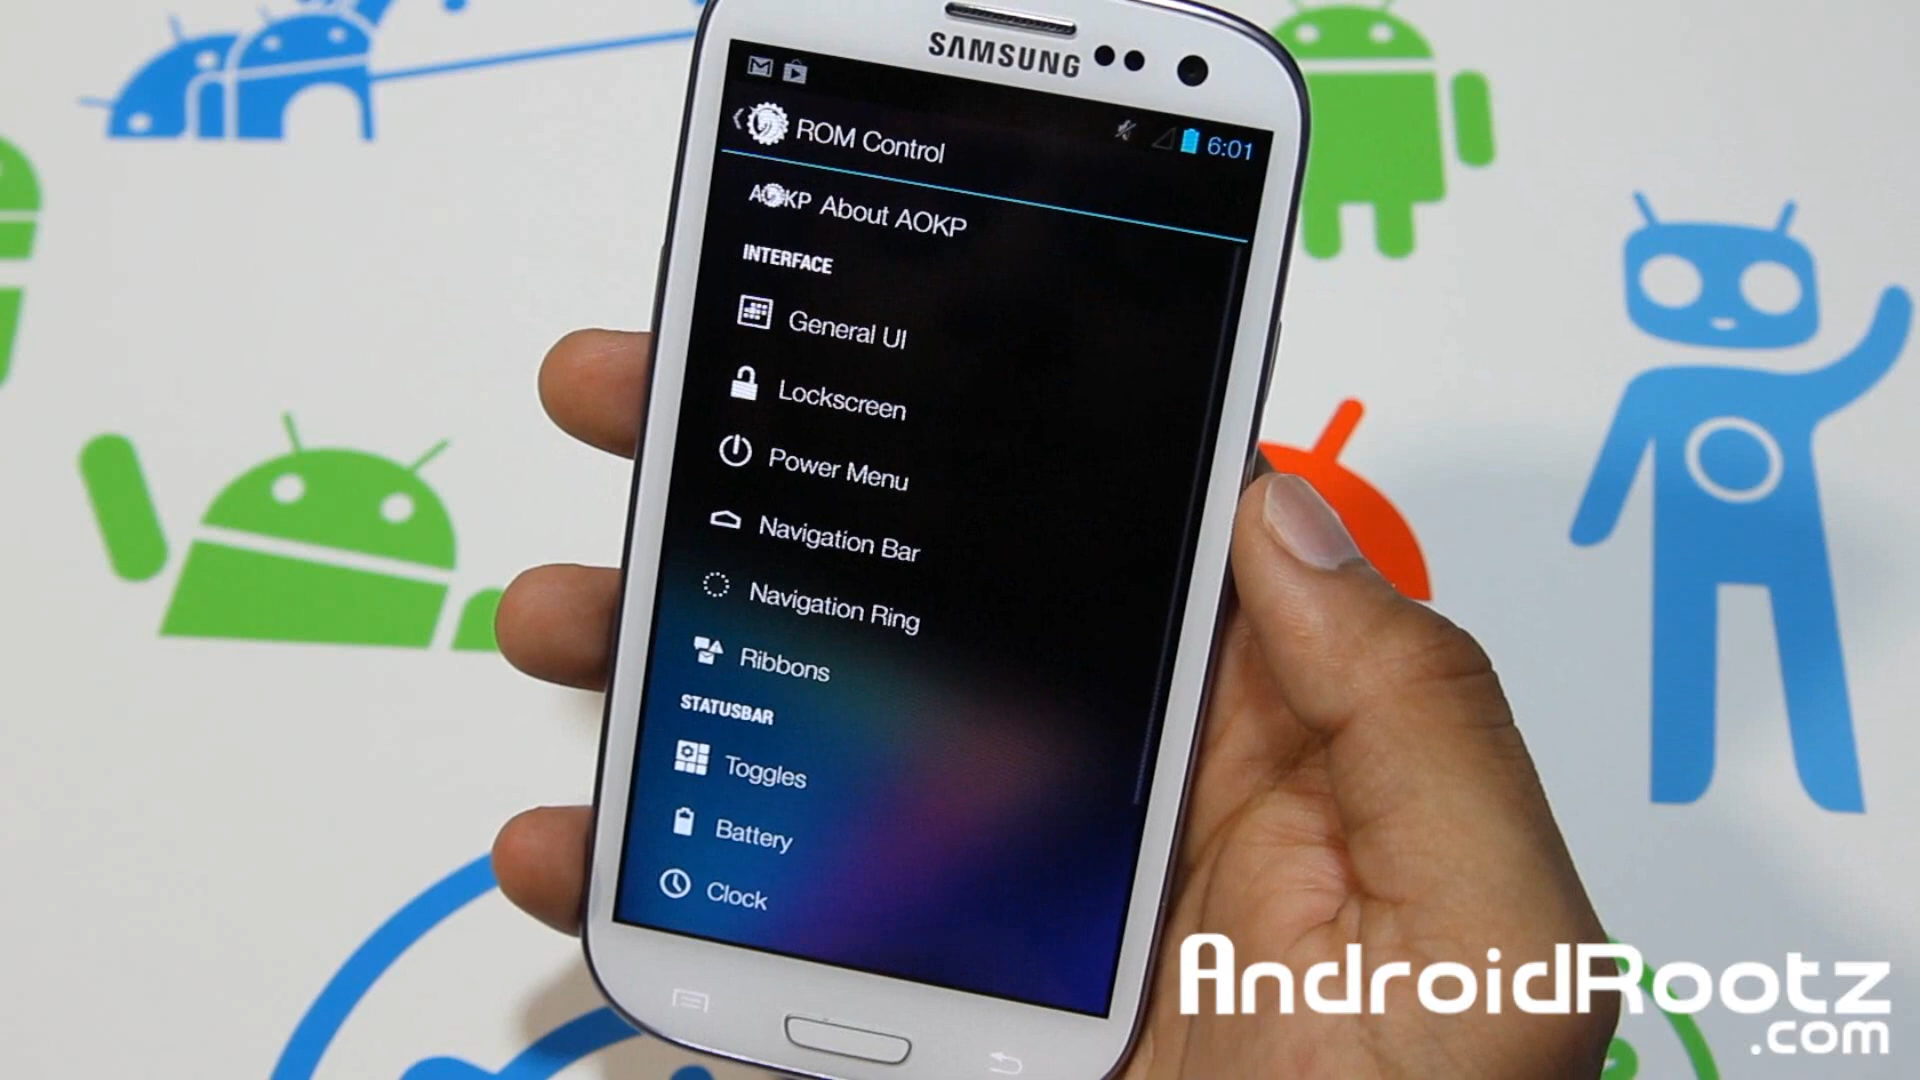 SAMSUNG
6:01
ROM Control
AOKP About AOKP
INTERFACE
General UI
Lockscreen
Power Menu
Navigation Bar
Navigation Ring
Ribbons
STATUSBAR
Toggles
Battery
Clock
AndroidRootz
.com